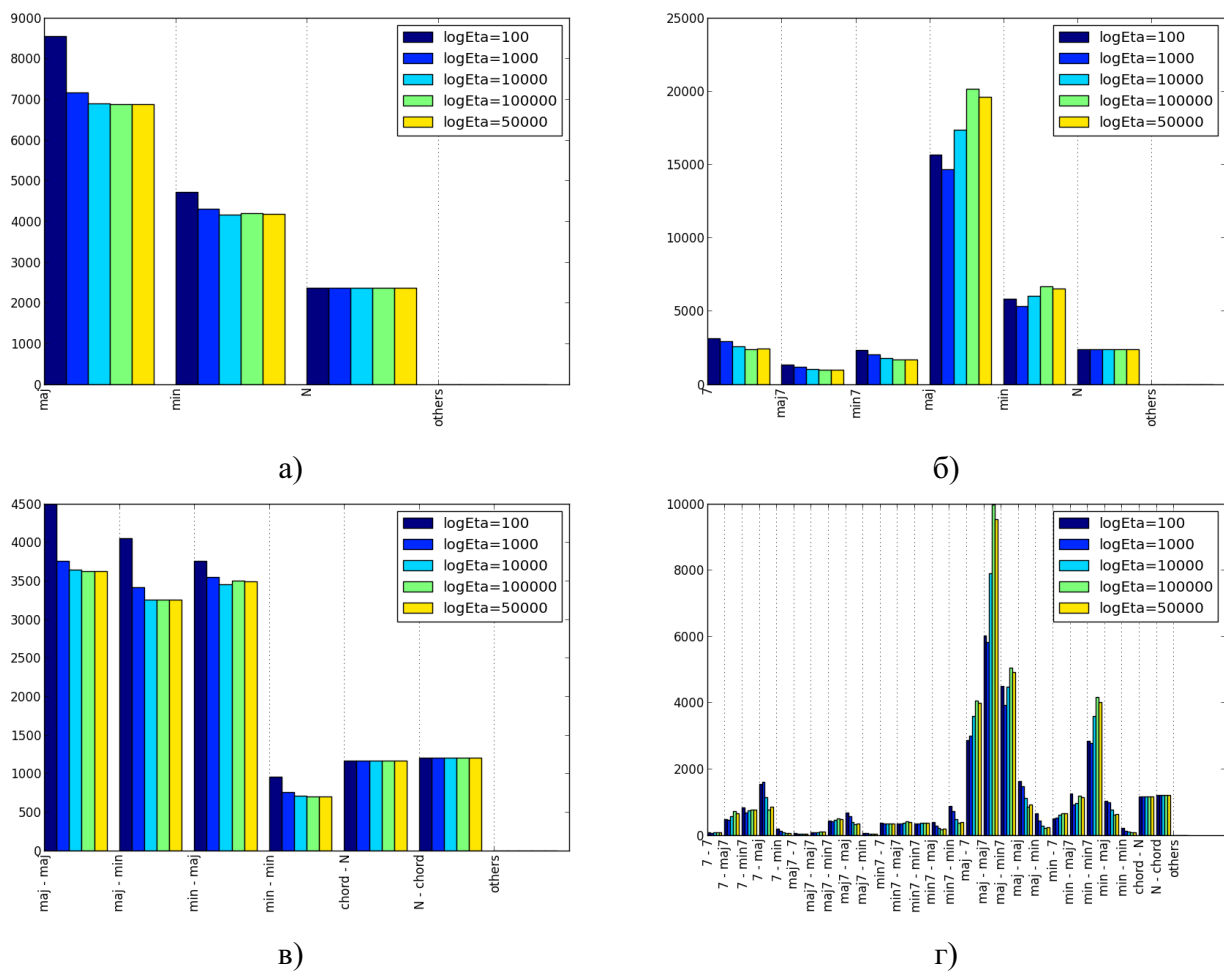 9000
8000
7000
6000
5000
4000
3000
2000
1000
0
maj
min
N
others
logEta=100
logEta=1000
logEta=10000
logEta=100000
logEta=50000
а)
25000
20000
15000
10000
5000
0
7
maj7
min7
maj
min
N
others
logEta=100
logEta=1000
logEta=10000
logEta=100000
logEta=50000
б)
4500
4000
3500
3000
2500
2000
1500
1000
500
0
maj - maj
maj - min
min - maj
min - min
chord - N
N - chord
others
logEta=100
logEta=1000
logEta=10000
logEta=100000
logEta=50000
в)
10000
8000
6000
4000
2000
0
7 - 7
7 - maj7
7 - min7
7 - maj
7 - min
maj7 - 7
maj7 - maj7
maj7 - min7
maj7 - maj
maj7 - min
min7 - 7
min7 - maj7
min7 - min7
min7 - maj
min7 - min
maj - 7
maj - maj7
maj - min7
maj - maj
maj - min
min - 7
min - maj7
min - min7
min - maj
min - min
chord - N
N - chord
others
logEta=100
logEta=1000
logEta=10000
logEta=100000
logEta=50000
г)